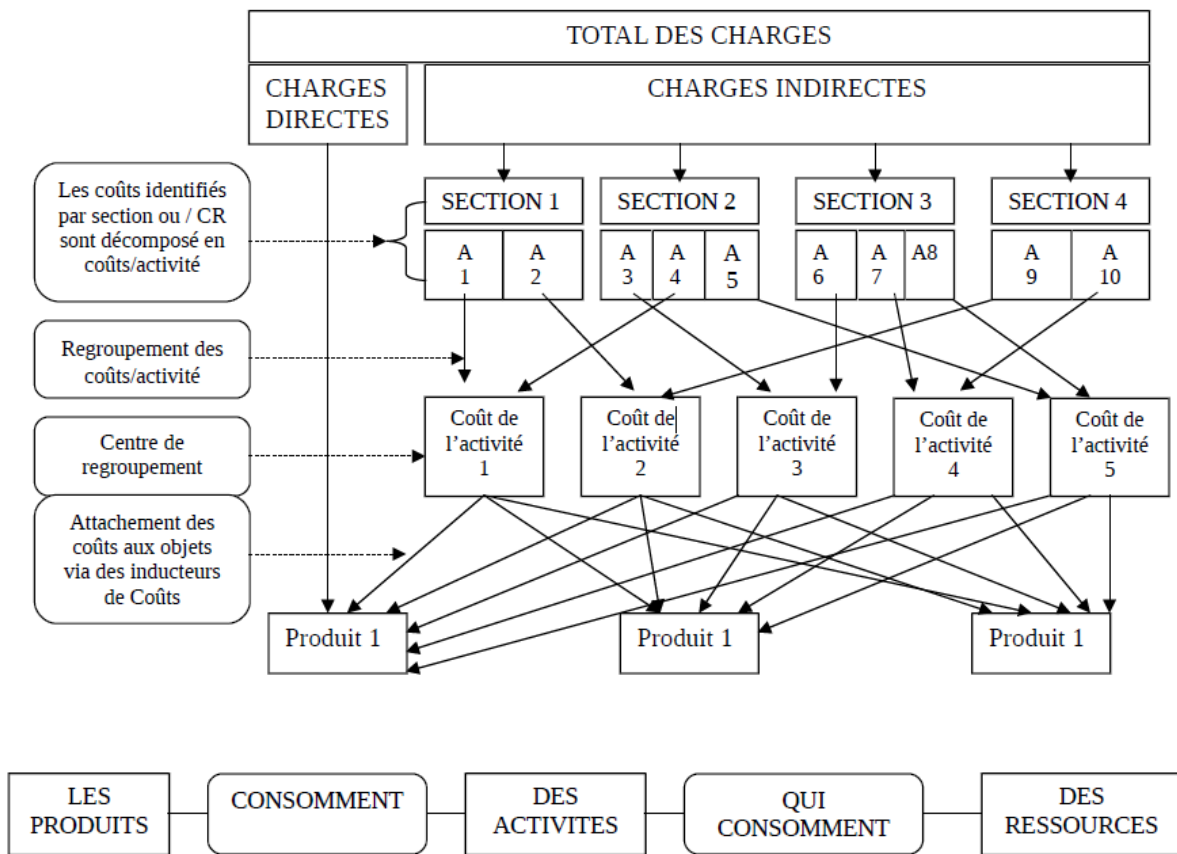 TOTAL DES CHARGES
CHARGES
DIRECTES
CHARGES INDIRECTES
Les coûts identifiés
par section ou / CR
sont décomposé en
coûts/activité
SECTION 1
SECTION 2
SECTION 3
SECTION 4
A
1
A
2
A
3
A
4
A
5
A
6
A
7
A8
A
9
A
10
Regroupement des
coûts/activité
Centre de
regroupement
Coût de
l’activité
1
Coût de
l’activité
2
Coût de
l’activité
3
Coût de
l’activité
4
Coût de
l’activité
5
Attachement des
coûts aux objets
via des inducteurs
de Coûts
Produit 1
Produit 1
Produit 1
LES
PRODUITS
CONSOMMENT
DES
ACTIVITES
QUI
CONSOMMENT
DES
RESSOURCES